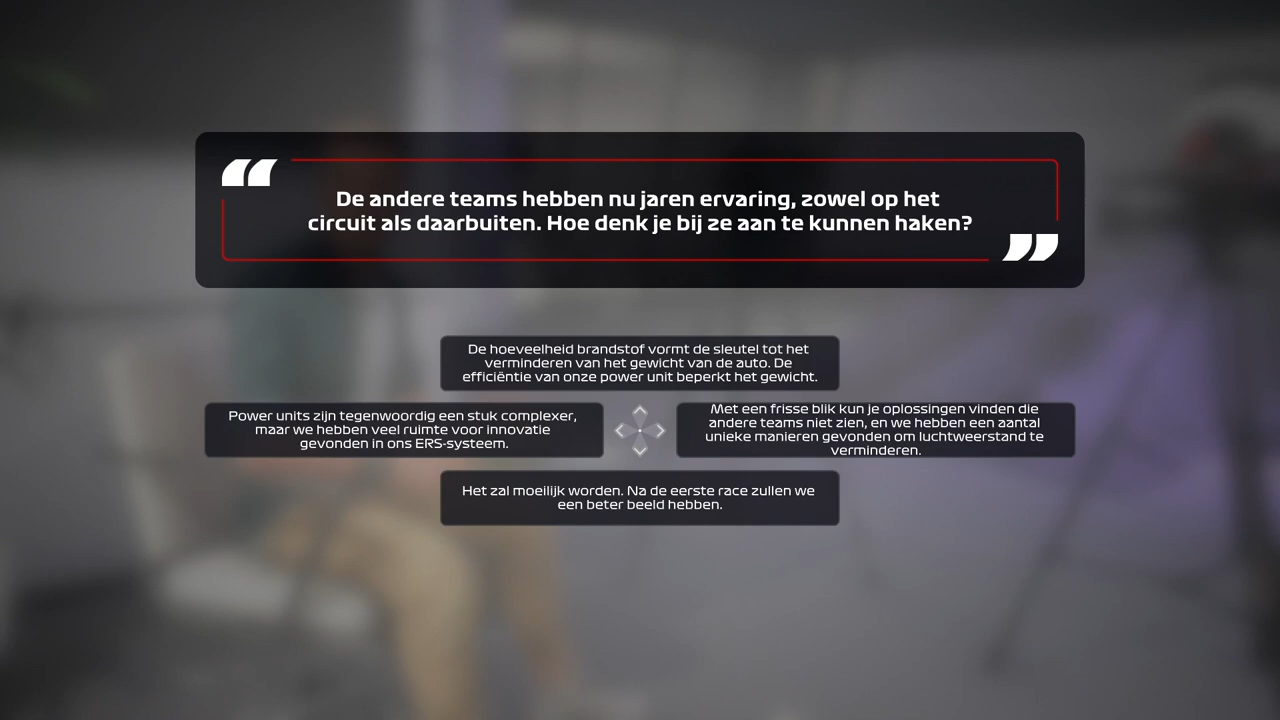 De andere teams hebben nu jaren ervaring, zowel op het
circuit als daarbuiten. Hoe denk je bij ze aan te kunnen haken?
De hoeveelheid brandstof vormt de sleutel tot het
verminderen van het gewicht van de auto. De
efficiëntie van onze power unit beperkt het gewicht.
Power units zijn tegenwoordig een stuk complexer,
maar we hebben veel ruimte voor innovatie
gevonden in ons ERS-systeem.
Met een frisse blik kun je oplossingen vinden die
andere teams niet zien, en we hebben een aantal
unieke manieren gevonden om luchtweerstand te
verminderen.
Het zal moeilijk worden. Na de eerste race zullen we
een beter beeld hebben.